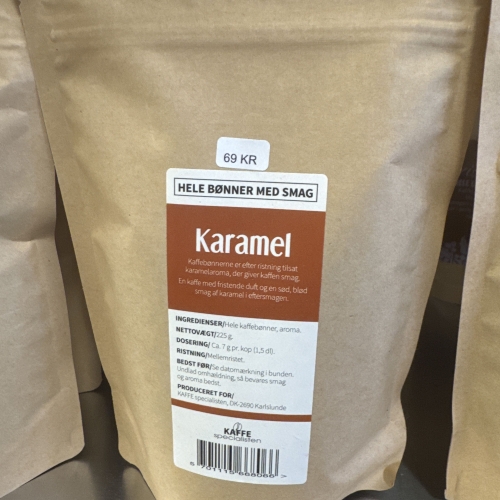 69 KR
HELE BØNNER MED SMAG
Karamel
Kaffebønnerne er efter ristning tilsat
karamelaroma, der giver kaffen smag.
En kaffe med fristende duft og en sød, blød
smag af karamel i eftersmagen.
INGREDIENSER/Hele kaffebønner, aroma.
NETTOVÆGT/225 g.
DOSERING/ Ca. 7 g pr. kop (1,5 dl).
RISTNING/Mellemristet.
BEDST FØR/Se datomærkning i bunden.
Undlad omhældning, så bevares smag
og aroma bedst.
PRODUCERET FOR/
KAFFE specialisten, DK-2690 Karlslunde
KAFFE
specialisten
5 701115 668086 >